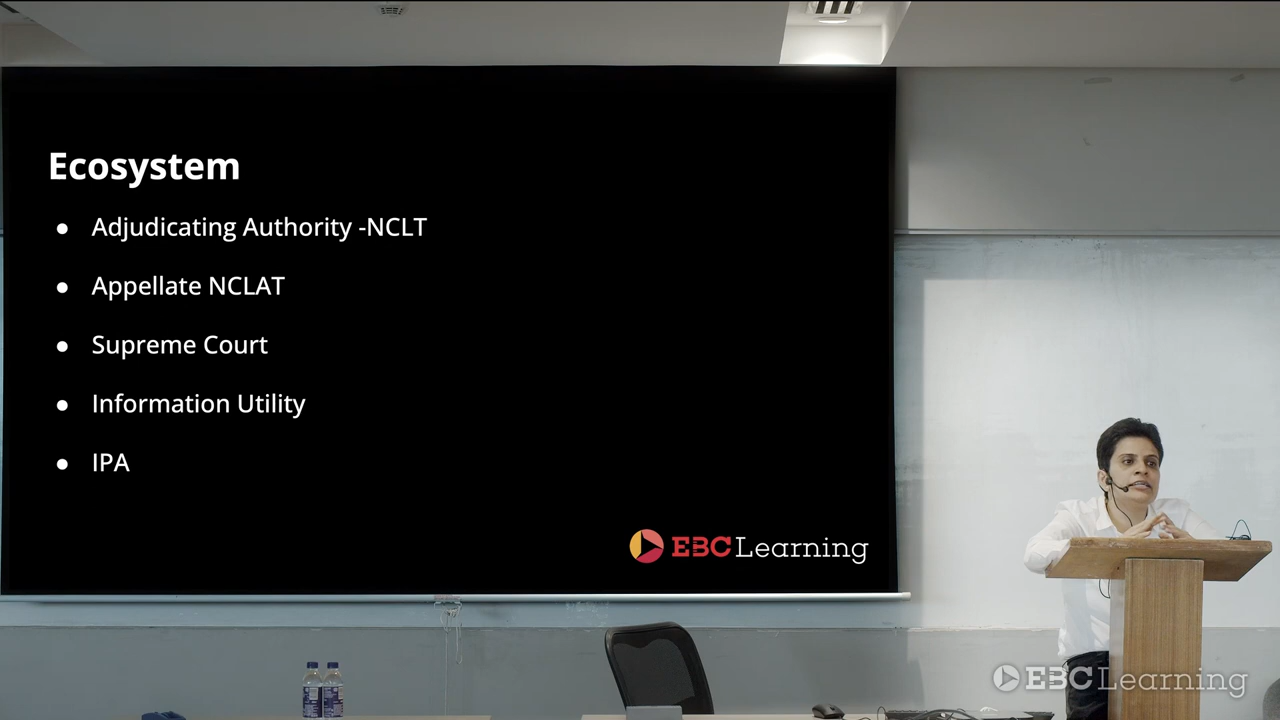 Ecosystem
● Adjudicating Authority -NCLT
● Appellate NCLAT
● Supreme Court
● Information Utility
● IPA
EBC Learning
EBC Learning